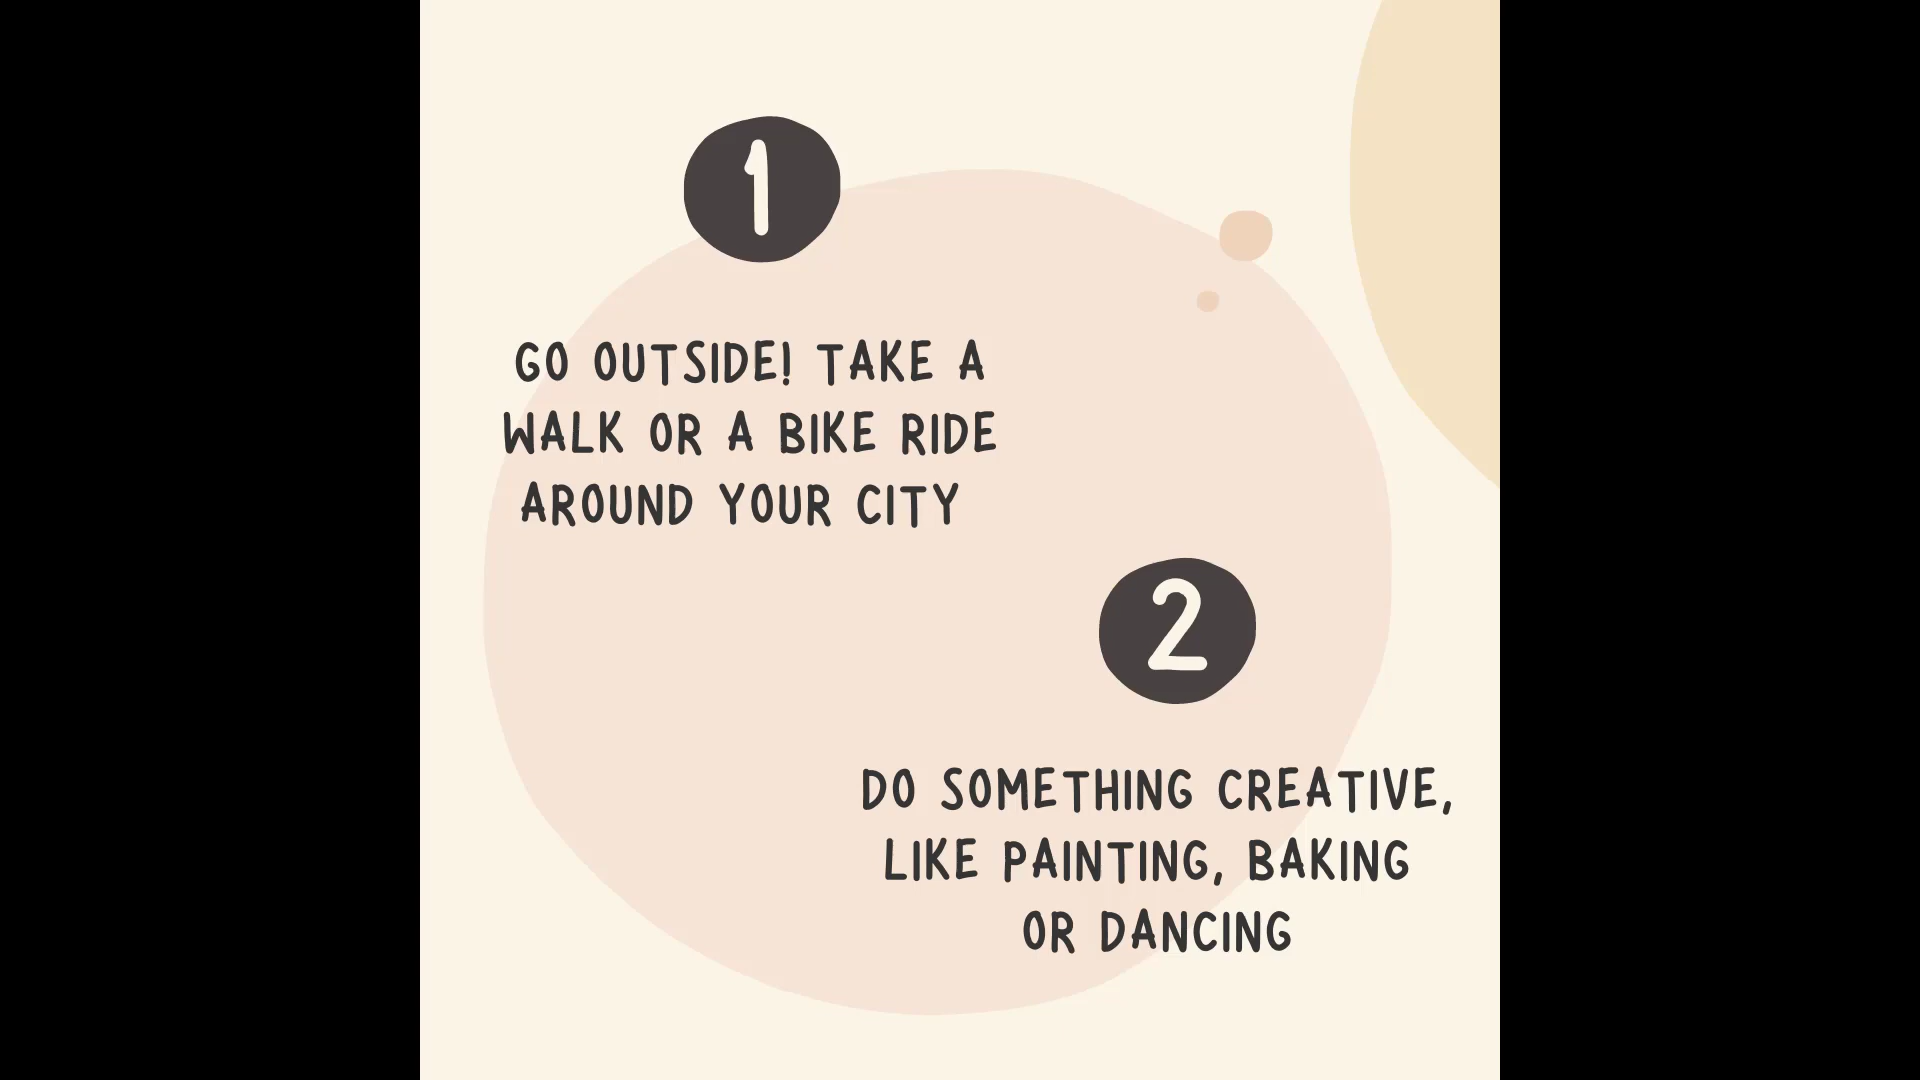 1
GO OUTSIDE! TAKE A
WALK OR A BIKE RIDE
AROUND YOUR CITY
2
DO SOMETHING CREATIVE,
LIKE PAINTING, BAKING
OR DANCING